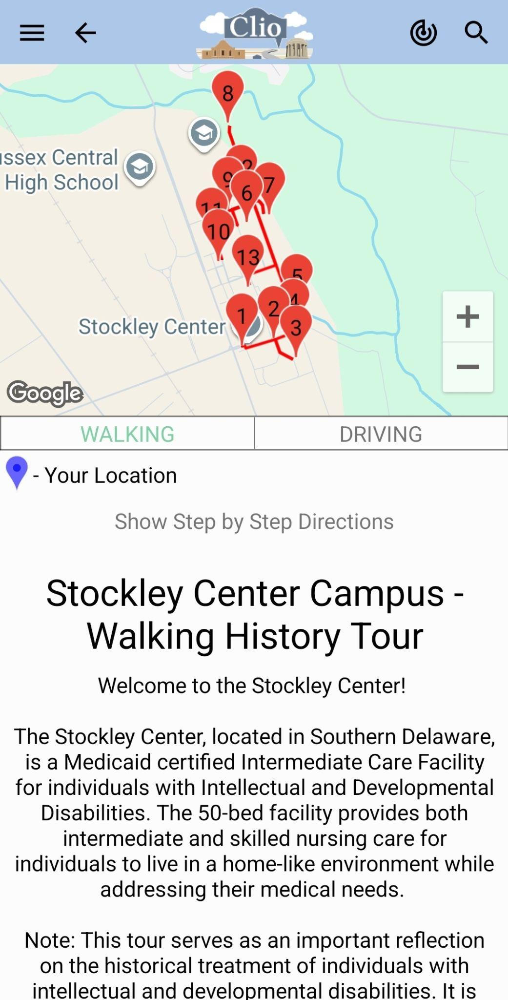 Clio
8
ussex Central
High School
2
9
7
6
11
10
13
5
4
2
1
3
Stockley Center
+
−
Google
WALKING
DRIVING
- Your Location
Show Step by Step Directions
Stockley Center Campus -
Walking History Tour
Welcome to the Stockley Center!
The Stockley Center, located in Southern Delaware,
is a Medicaid certified Intermediate Care Facility
for individuals with Intellectual and Developmental
Disabilities. The 50-bed facility provides both
intermediate and skilled nursing care for
individuals to live in a home-like environment while
addressing their medical needs.
Note: This tour serves as an important reflection
on the historical treatment of individuals with
intellectual and developmental disabilities. It is